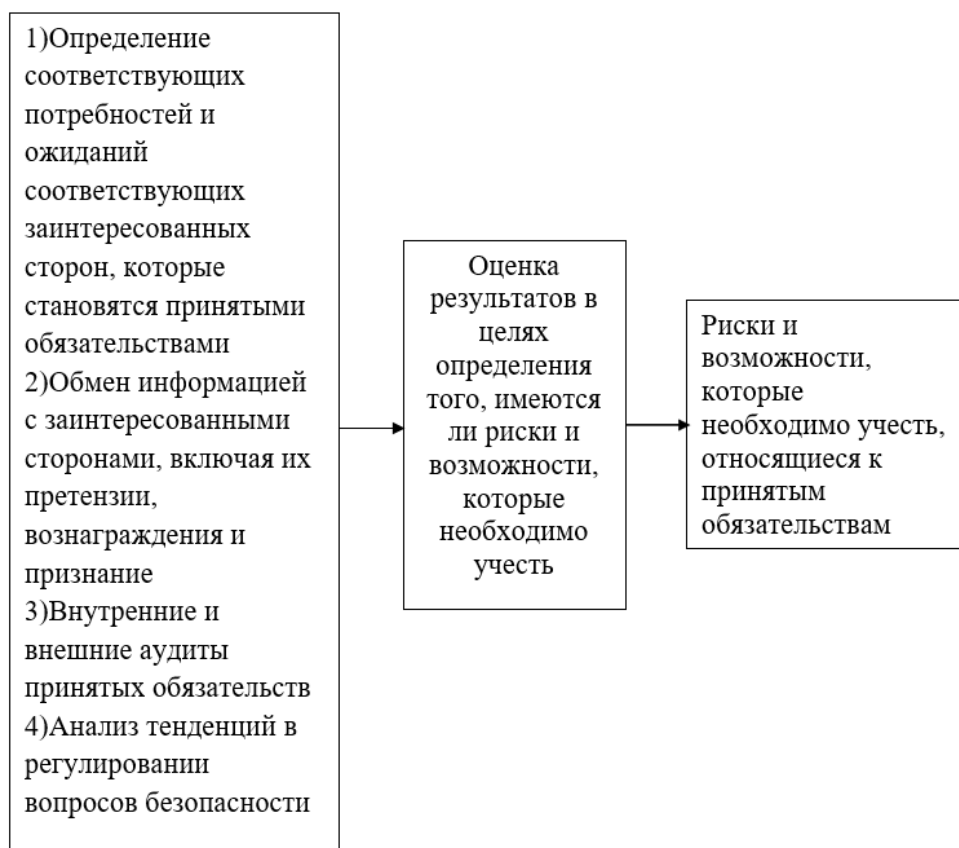 1)Определение
соответствующих
потребностей и
ожиданий
соответствующих
заинтересованных
сторон, которые
становятся принятыми
обязательствами
2)Обмен информацией
с заинтересованными
сторонами, включая их
претензии,
вознаграждения и
признание
3)Внутренние и
внешние аудиты
принятых обязательств
4)Анализ тенденций в
регулировании
вопросов безопасности
Оценка
результатов в
целях
определения
того, имеются
ли риски и
возможности,
которые
необходимо
учесть
Риски и
возможности,
которые
необходимо учесть,
относящиеся к
принятым
обязательствам